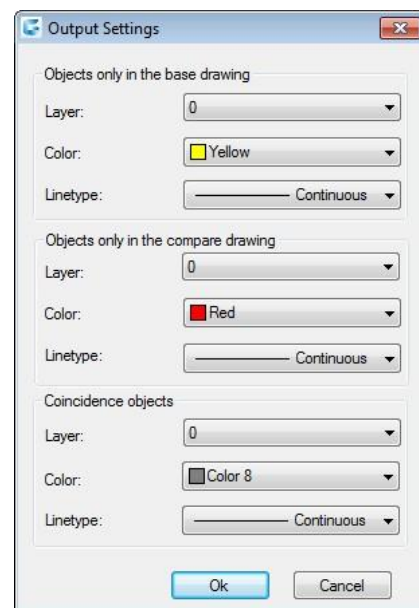 Output Settings
Objects only in the base drawing
Layer: 0
Color: Yellow
Linetype: Continuous
Objects only in the compare drawing
Layer: 0
Color: Red
Linetype: Continuous
Coincidence objects
Layer: 0
Color: Color 8
Linetype: Continuous
Ok Cancel